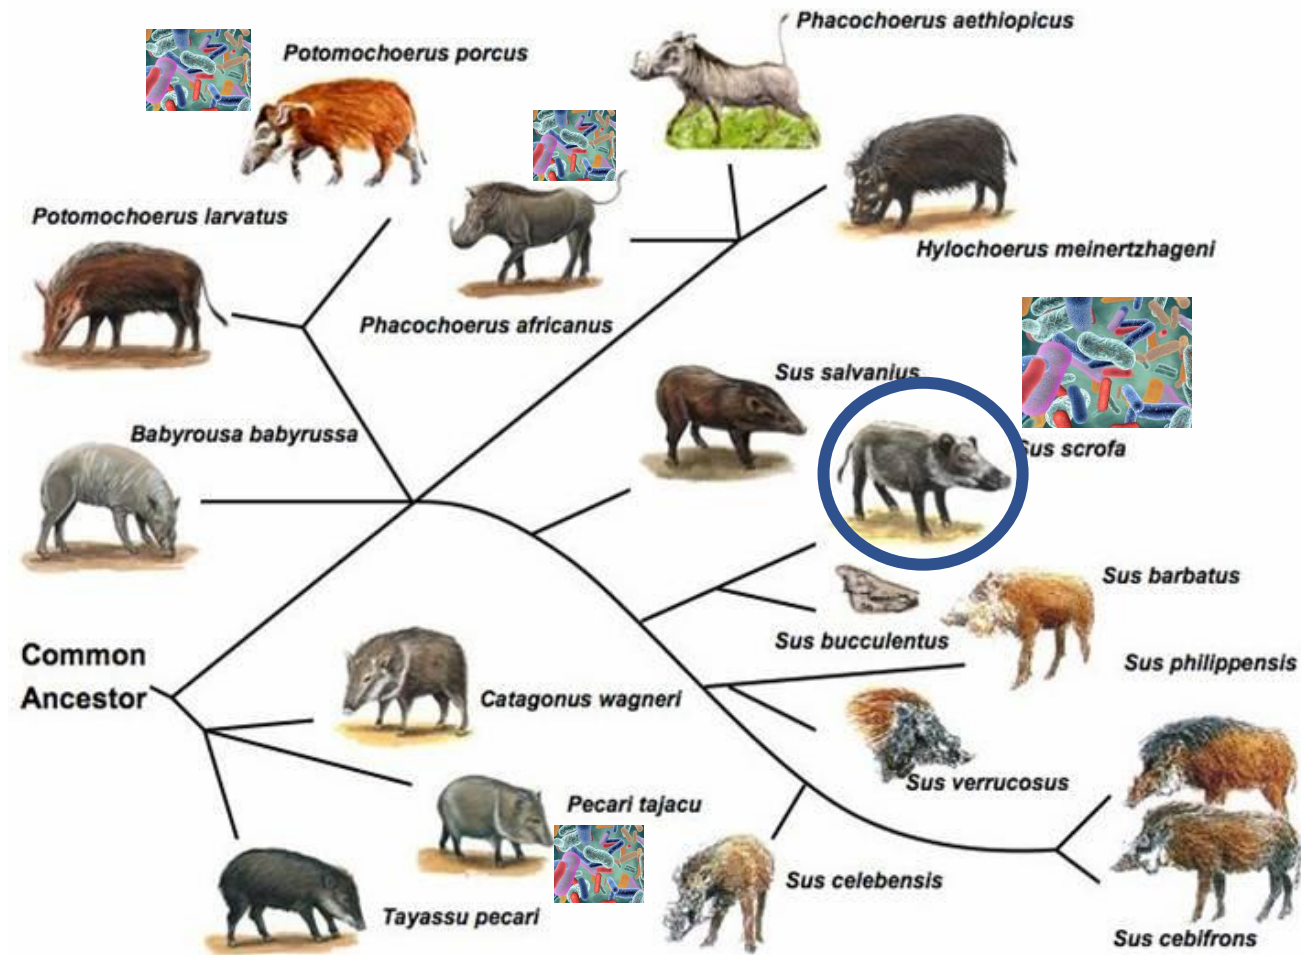 Phacochoerus aethiopicus
Potomochoerus porcus
Potomochoerus larvatus
Hylochoerus meinertzhageni
Phacochoerus africanus
Sus salvanius
Babyrousa babyrussa
Sus scrofa
Sus barbatus
Sus bucculentus
Common
Ancestor
Sus philippensis
Catagonus wagneri
Sus verrucosus
Pecari tajacu
Sus celebensis
Tayassu pecari
Sus cebifrons